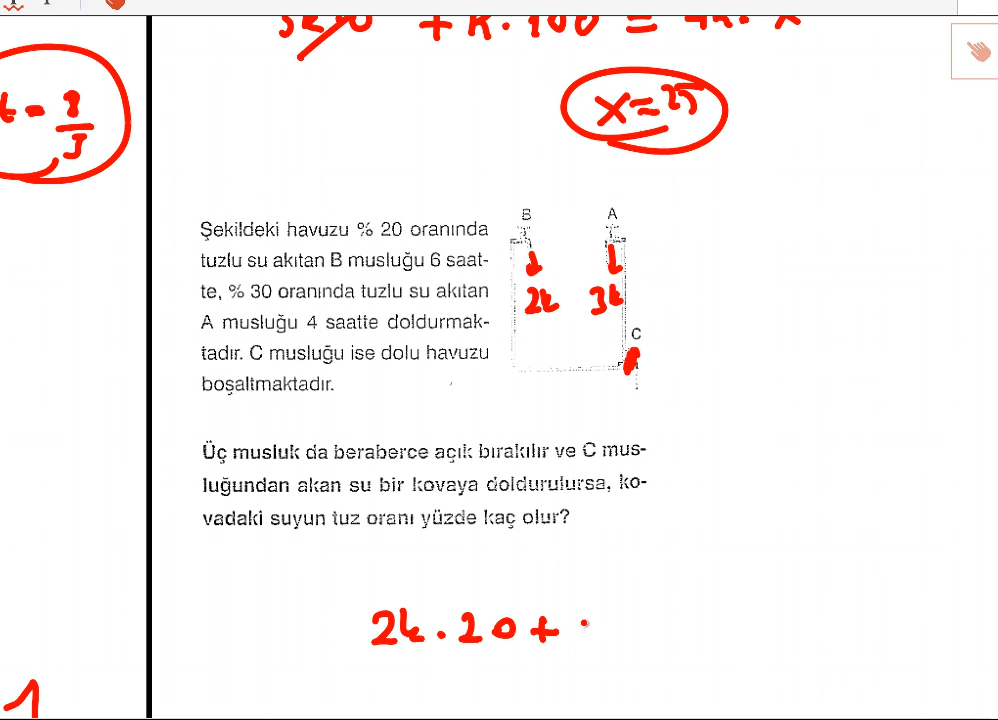 x=25
Şekildeki havuzu % 20 oranında
tuzlu su akıtan B musluğu 6 saat-
te, % 30 oranında tuzlu su akıtan
A musluğu 4 saatte doldurmak-
tadır. C musluğu ise dolu havuzu
boşaltmaktadır.
B A
2k 3k
C
Üç musluk da beraberce açık bırakılır ve C mus-
luğundan akan su bir kovaya doldurulursa, ko-
vadaki suyun tuz oranı yüzde kaç olur?
2k.20+
1